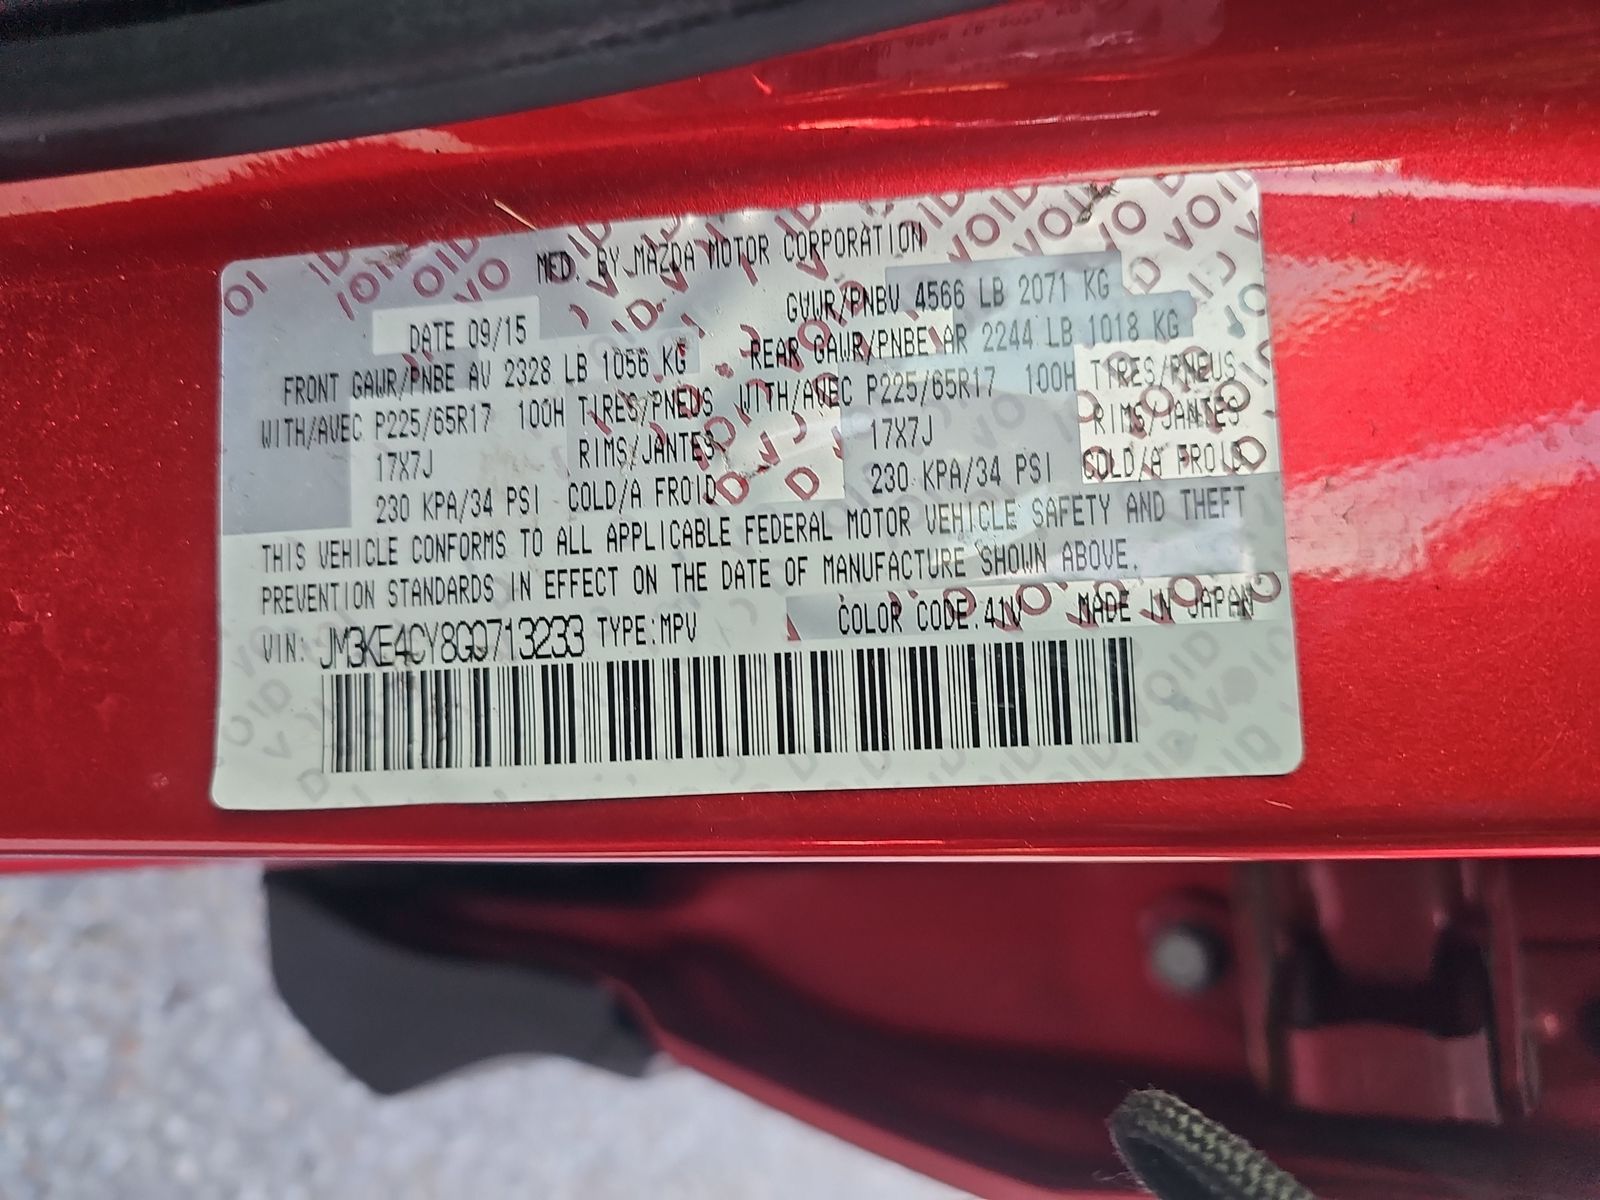 MFD. BY MAZDA MOTOR CORPORATION
DATE 09/15 GVWR/PNBV 4566 LB 2071 KG
FRONT GAWR/PNBE AV 2328 LB 1056 KG REAR GAWR/PNBE AR 2244 LB 1018 KG
WITH/AVEC P225/65R17 100H TIRES/PNEUS WITH/AVEC P225/65R17 100H TIRES/PNEUS
17X7J RIMS/JANTES 17X7J RIMS/JANTES
230 KPA/34 PSI COLD/A FROID 230 KPA/34 PSI COLD/A FROID
THIS VEHICLE CONFORMS TO ALL APPLICABLE FEDERAL MOTOR VEHICLE SAFETY AND THEFT
PREVENTION STANDARDS IN EFFECT ON THE DATE OF MANUFACTURE SHOWN ABOVE.
VIN: JM3KE4CY8G0713233 TYPE:MPV COLOR CODE:41V MADE IN JAPAN